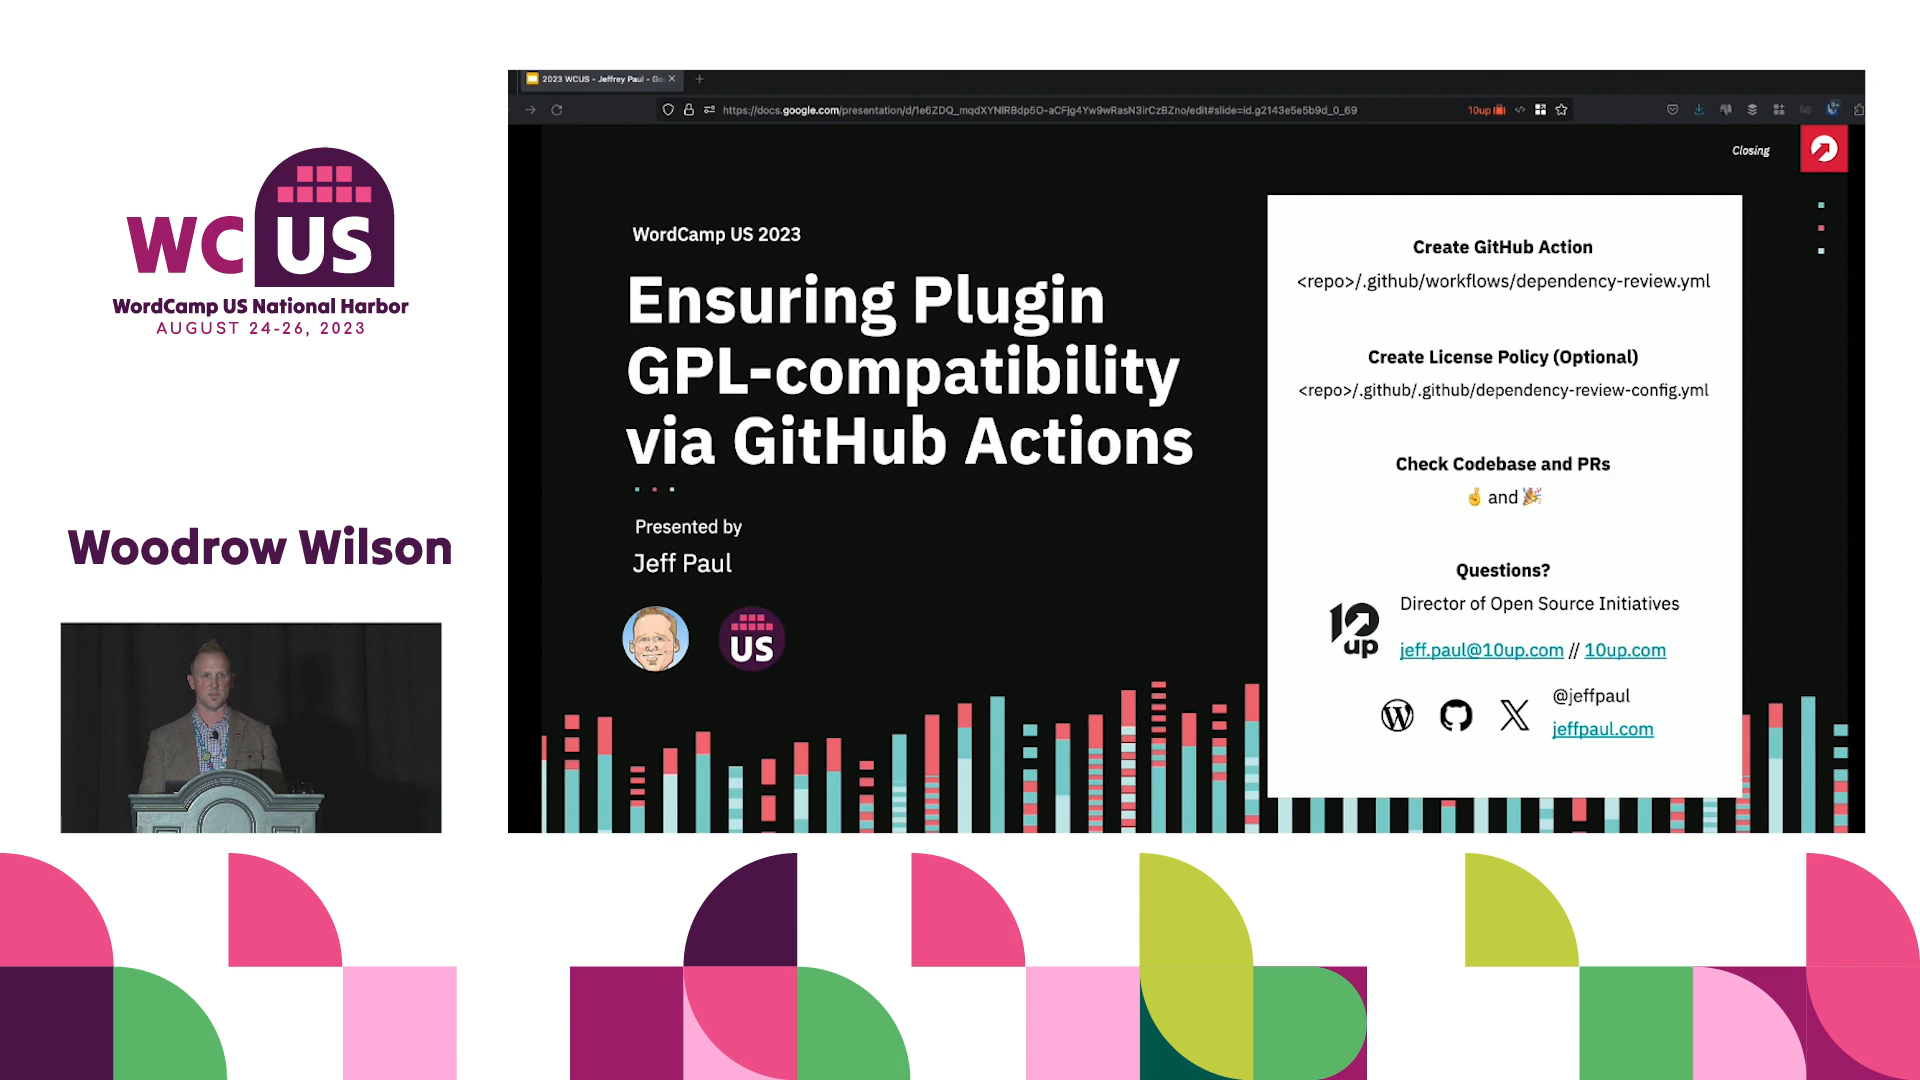 WC US
WordCamp US National Harbor
AUGUST 24-26, 2023
Woodrow Wilson
2023 WCUS - Jeffrey Paul - Go
https://docs.google.com/presentation/d/1e6ZDQ_mqdXYNlRBdp5O-aCFjg4Yw9wRasN3irCzBZno/edit#slide=id.g2143e5e5b9d_0_69
10up
Closing
WordCamp US 2023
Ensuring Plugin
GPL-compatibility
via GitHub Actions
Presented by
Jeff Paul
US
Create GitHub Action
<repo>/.github/workflows/dependency-review.yml
Create License Policy (Optional)
<repo>/.github/.github/dependency-review-config.yml
Check Codebase and PRs
🤞 and 🎉
Questions?
10up
Director of Open Source Initiatives
jeff.paul@10up.com // 10up.com
@jeffpaul
jeffpaul.com